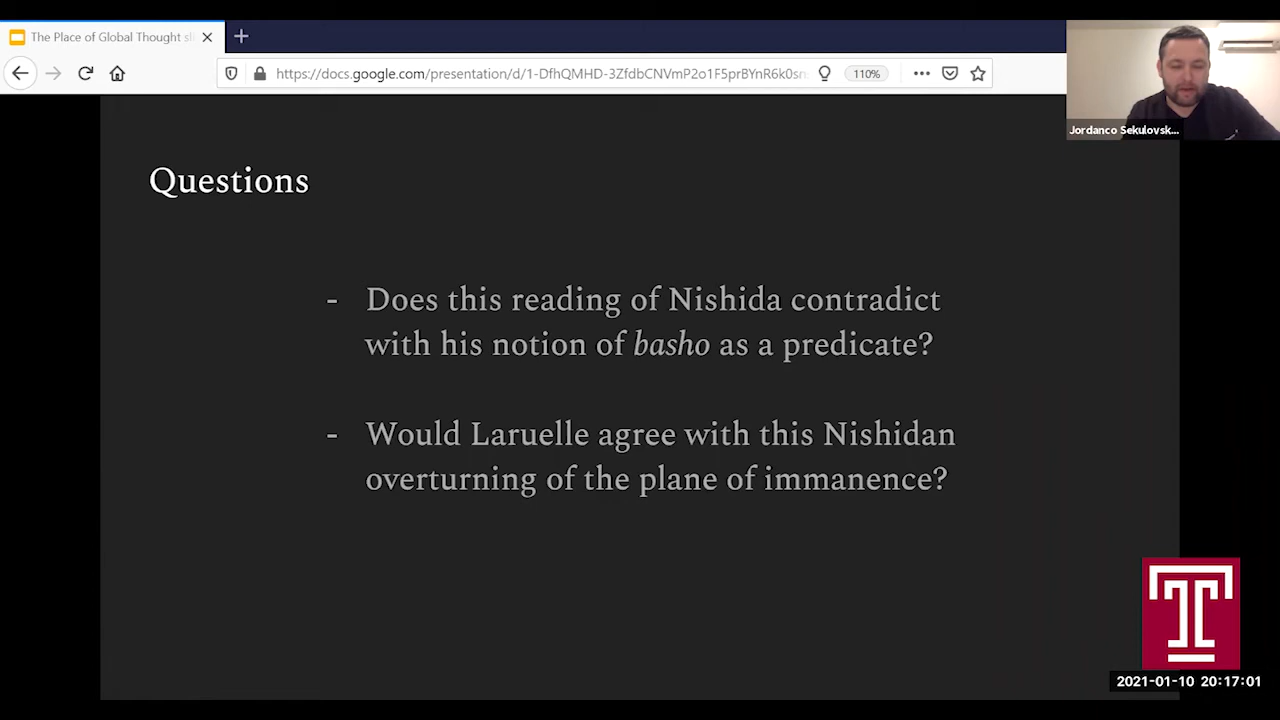 The Place of Global Thought sl
https://docs.google.com/presentation/d/1-DfhQMHD-3ZfdbCNVmP2o1F5prBYnR6k0sn
110%
Jordanco Sekulovsk...
Questions
- Does this reading of Nishida contradict
with his notion of basho as a predicate?
- Would Laruelle agree with this Nishidan
overturning of the plane of immanence?
T
2021-01-10 20:17:01